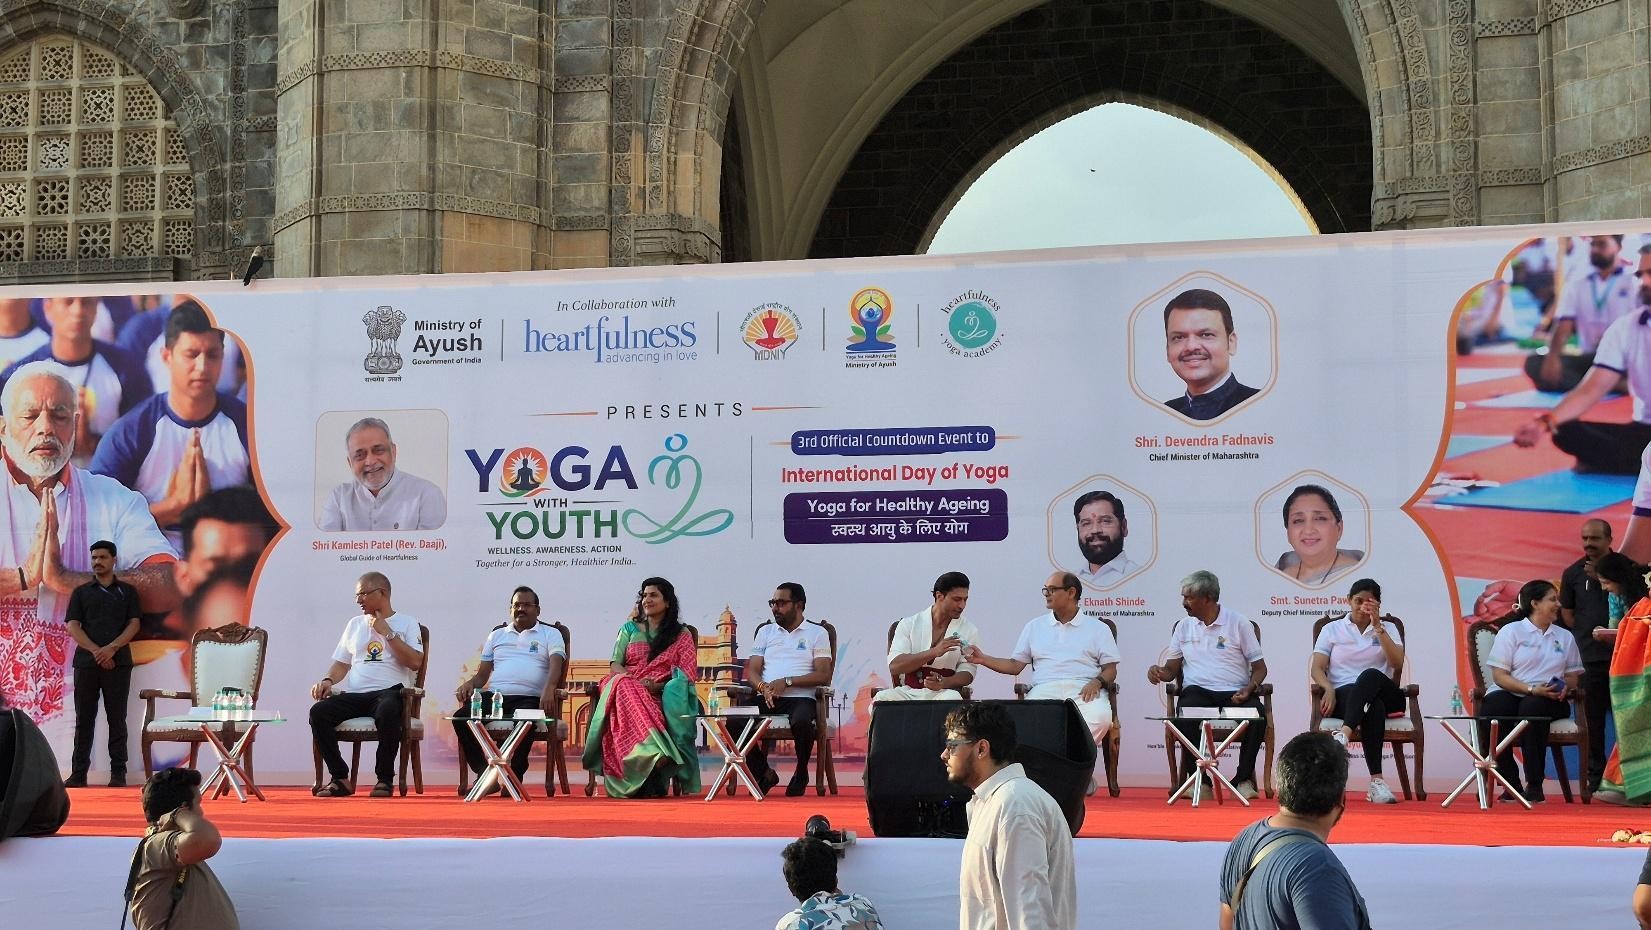 Ministry of
Ayush
Government of India
सत्यमेव जयते
In Collaboration with
heartfulness
advancing in love
MDNIY
Yoga for Healthy Ageing
Ministry of Ayush
heartfulness
yoga academy
PRESENTS
YOGA
WITH
YOUTH
WELLNESS. AWARENESS. ACTION
Together for a Stronger, Healthier India..
3rd Official Countdown Event to
International Day of Yoga
Yoga for Healthy Ageing
स्वस्थ आयु के लिए योग
Shri Kamlesh Patel (Rev. Daaji),
Global Guide of Heartfulness
Shri. Devendra Fadnavis
Chief Minister of Maharashtra
Eknath Shinde
Minister of Maharashtra
Smt. Sunetra
Deputy Chief Minister of